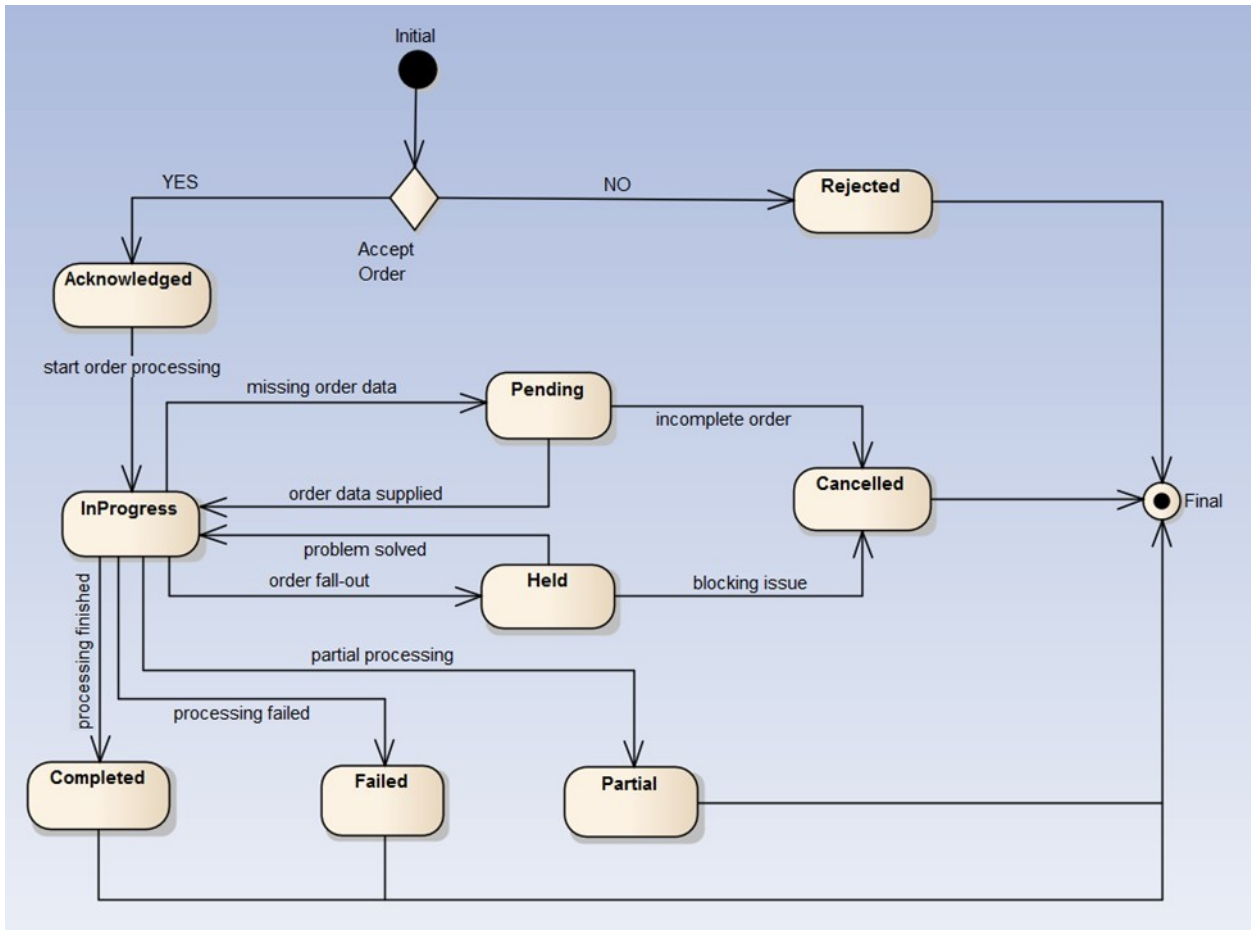 Initial
YES
NO
Rejected
Accept
Order
Acknowledged
start order processing
missing order data
Pending
incomplete order
order data supplied
Cancelled
InProgress
Final
problem solved
order fall-out
Held
blocking issue
processing finished
partial processing
processing failed
Completed
Failed
Partial